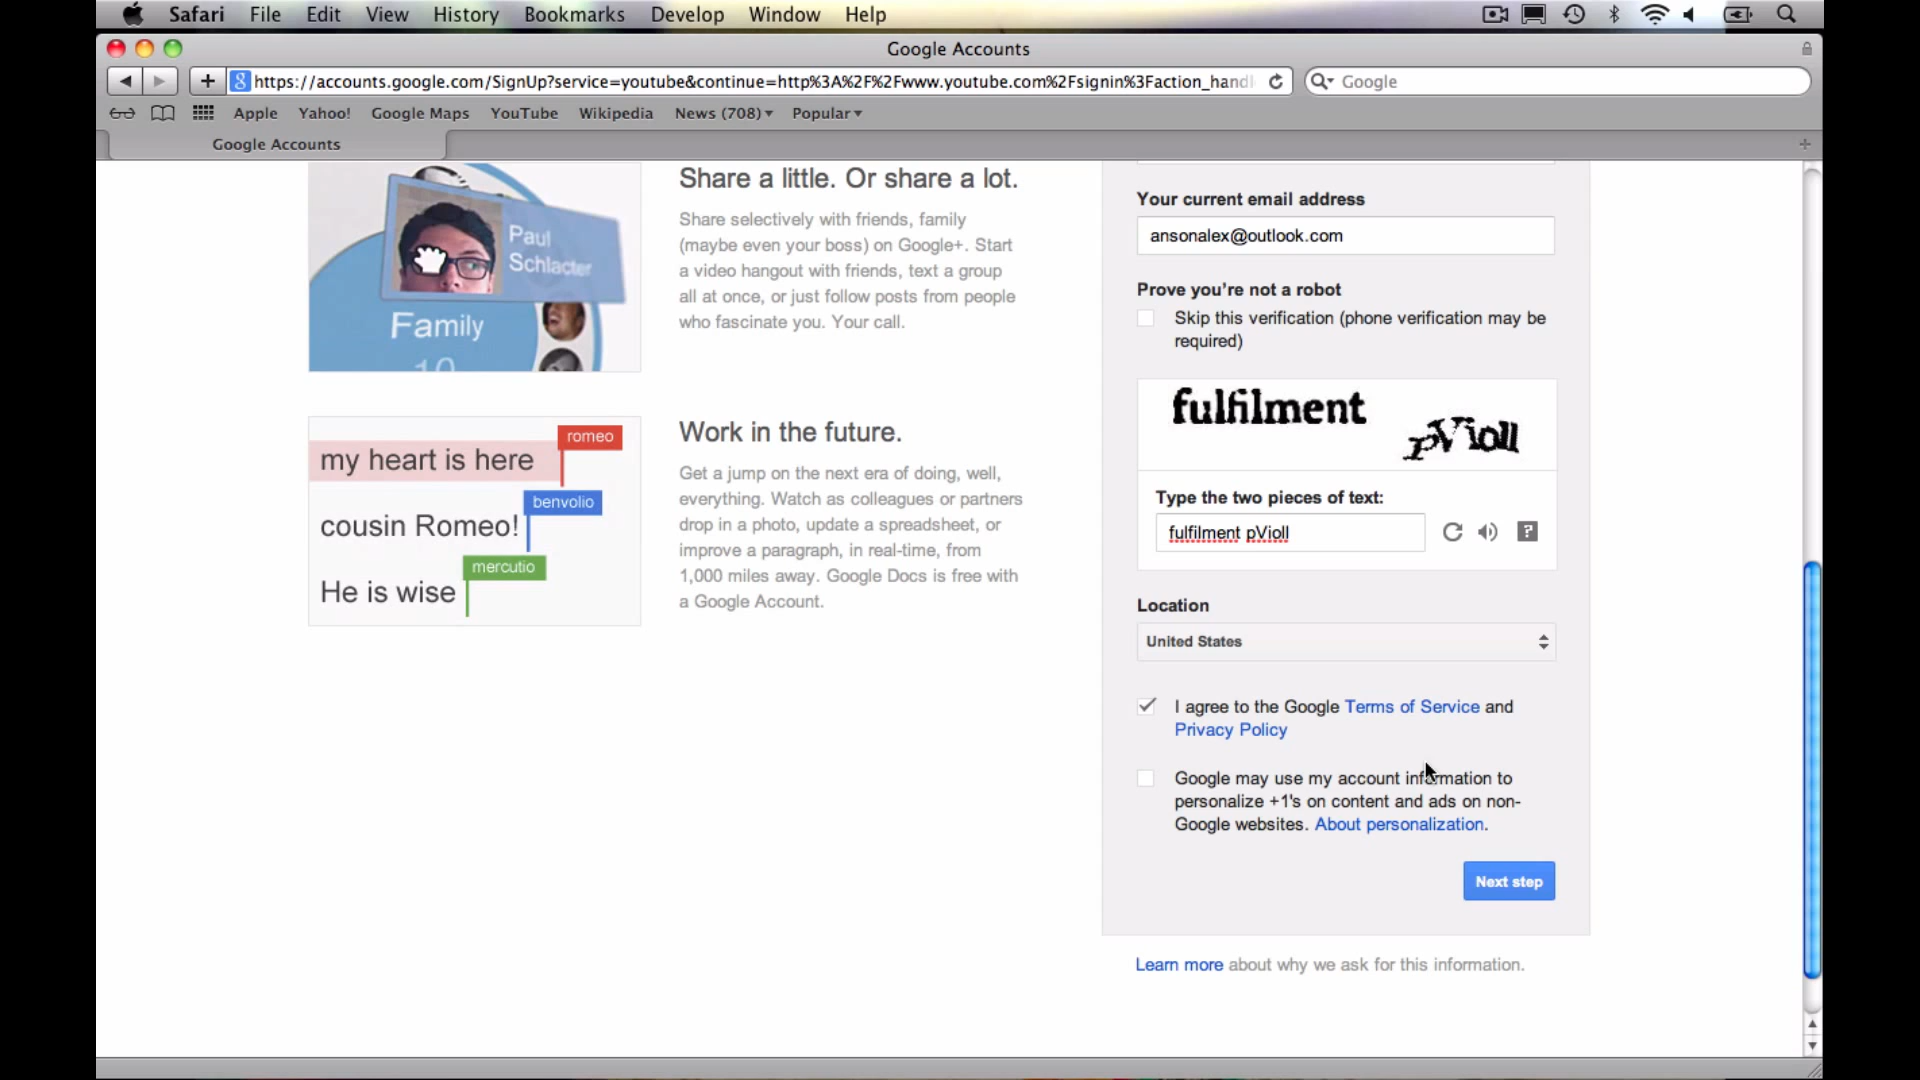 Safari File Edit View History Bookmarks Develop Window Help
Google Accounts
https://accounts.google.com/SignUp?service=youtube&continue=http%3A%2F%2Fwww.youtube.com%2Fsignin%3Faction_handl
Google
Apple Yahoo! Google Maps YouTube Wikipedia News (708) Popular
Google Accounts
Paul
Schlacter
Family
10
Share a little. Or share a lot.
Share selectively with friends, family
(maybe even your boss) on Google+. Start
a video hangout with friends, text a group
all at once, or just follow posts from people
who fascinate you. Your call.
romeo
my heart is here
benvolio
cousin Romeo!
mercutio
He is wise
Work in the future.
Get a jump on the next era of doing, well,
everything. Watch as colleagues or partners
drop in a photo, update a spreadsheet, or
improve a paragraph, in real-time, from
1,000 miles away. Google Docs is free with
a Google Account.
Your current email address
ansonalex@outlook.com
Prove you're not a robot
Skip this verification (phone verification may be
required)
fulfilment pVioll
Type the two pieces of text:
fulfilment pVioll
Location
United States
I agree to the Google Terms of Service and
Privacy Policy
Google may use my account information to
personalize +1's on content and ads on non-
Google websites. About personalization.
Next step
Learn more about why we ask for this information.